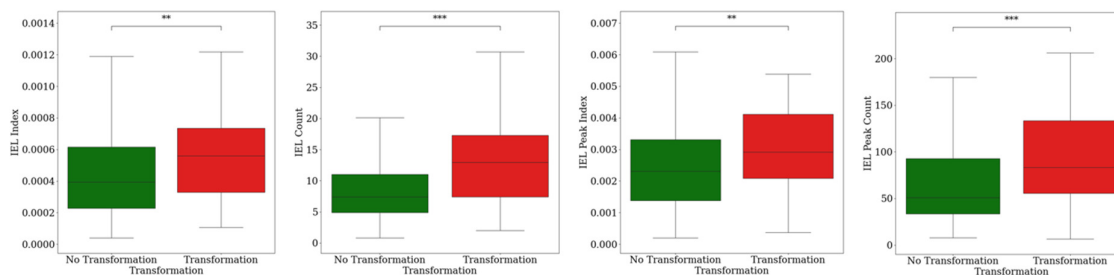 **
0.0014
0.0012
0.0010
0.0008
0.0006
0.0004
0.0002
0.0000
IEL Index
No Transformation Transformation
Transformation
***
35
30
25
20
15
10
5
0
IEL Count
No Transformation Transformation
Transformation
**
0.007
0.006
0.005
0.004
0.003
0.002
0.001
0.000
IEL Peak Index
No Transformation Transformation
Transformation
***
200
150
100
50
0
IEL Peak Count
No Transformation Transformation
Transformation